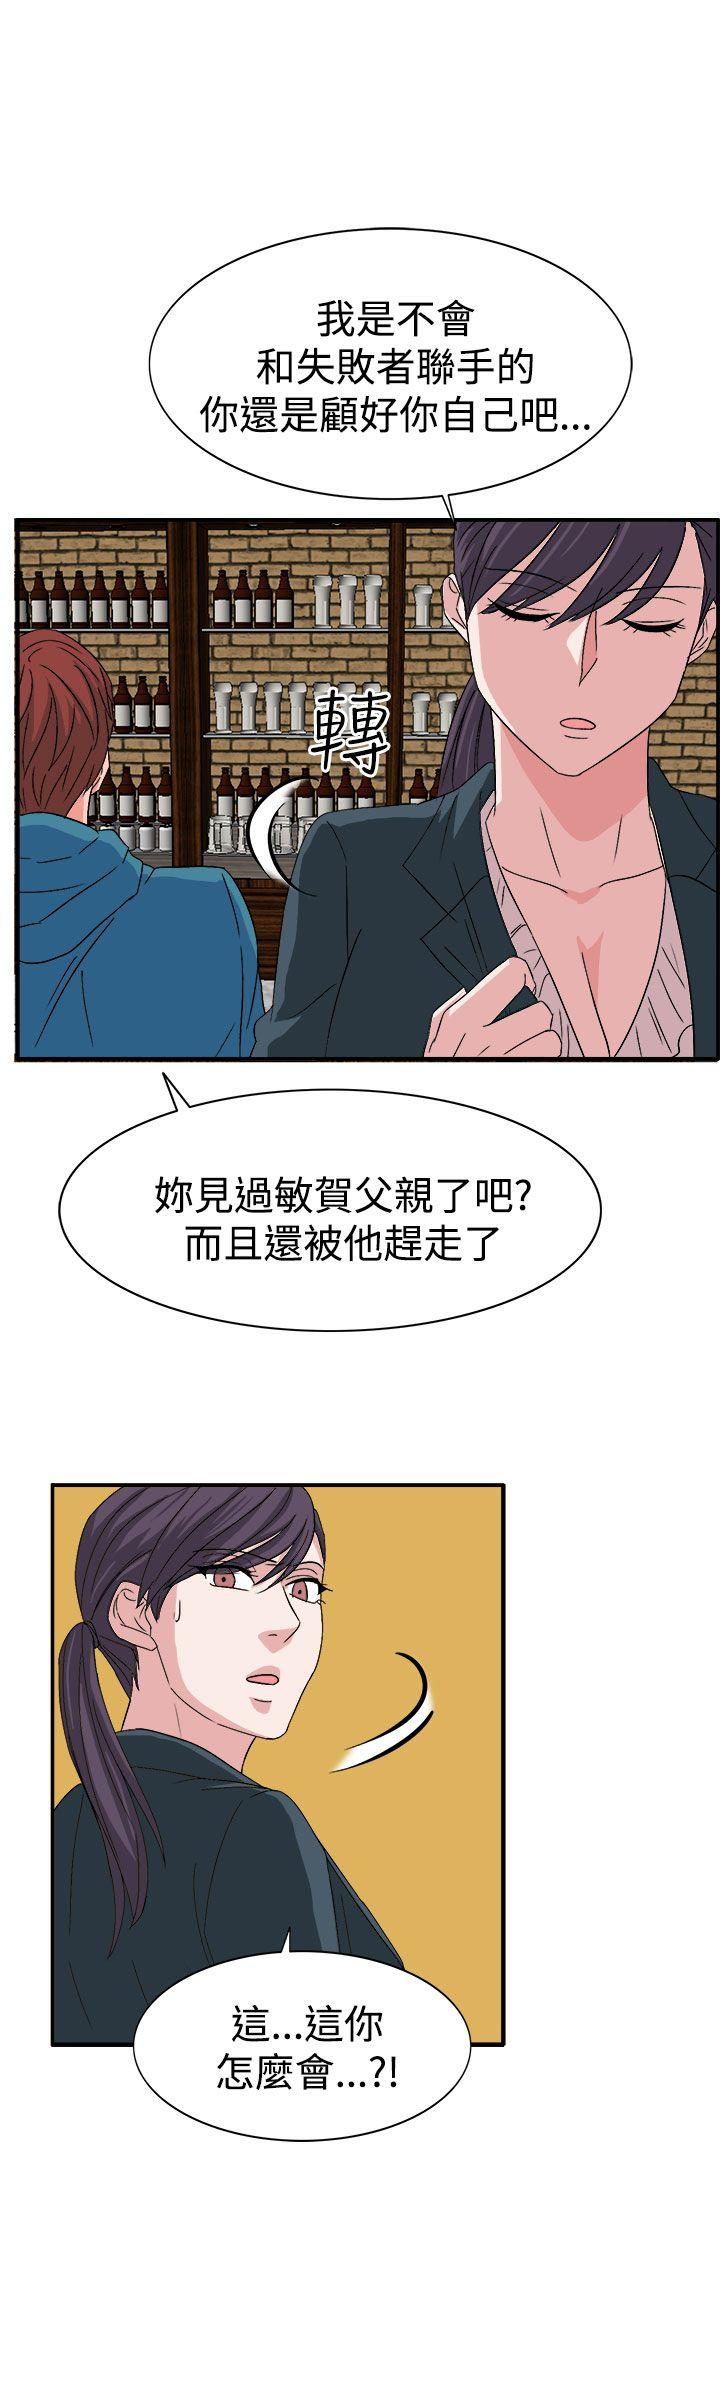 我是不會
和失敗者聯手的
你還是顧好你自己吧...
轉
妳見過敏賀父親了吧?
而且還被他趕走了
這...這你
怎麼會...?!